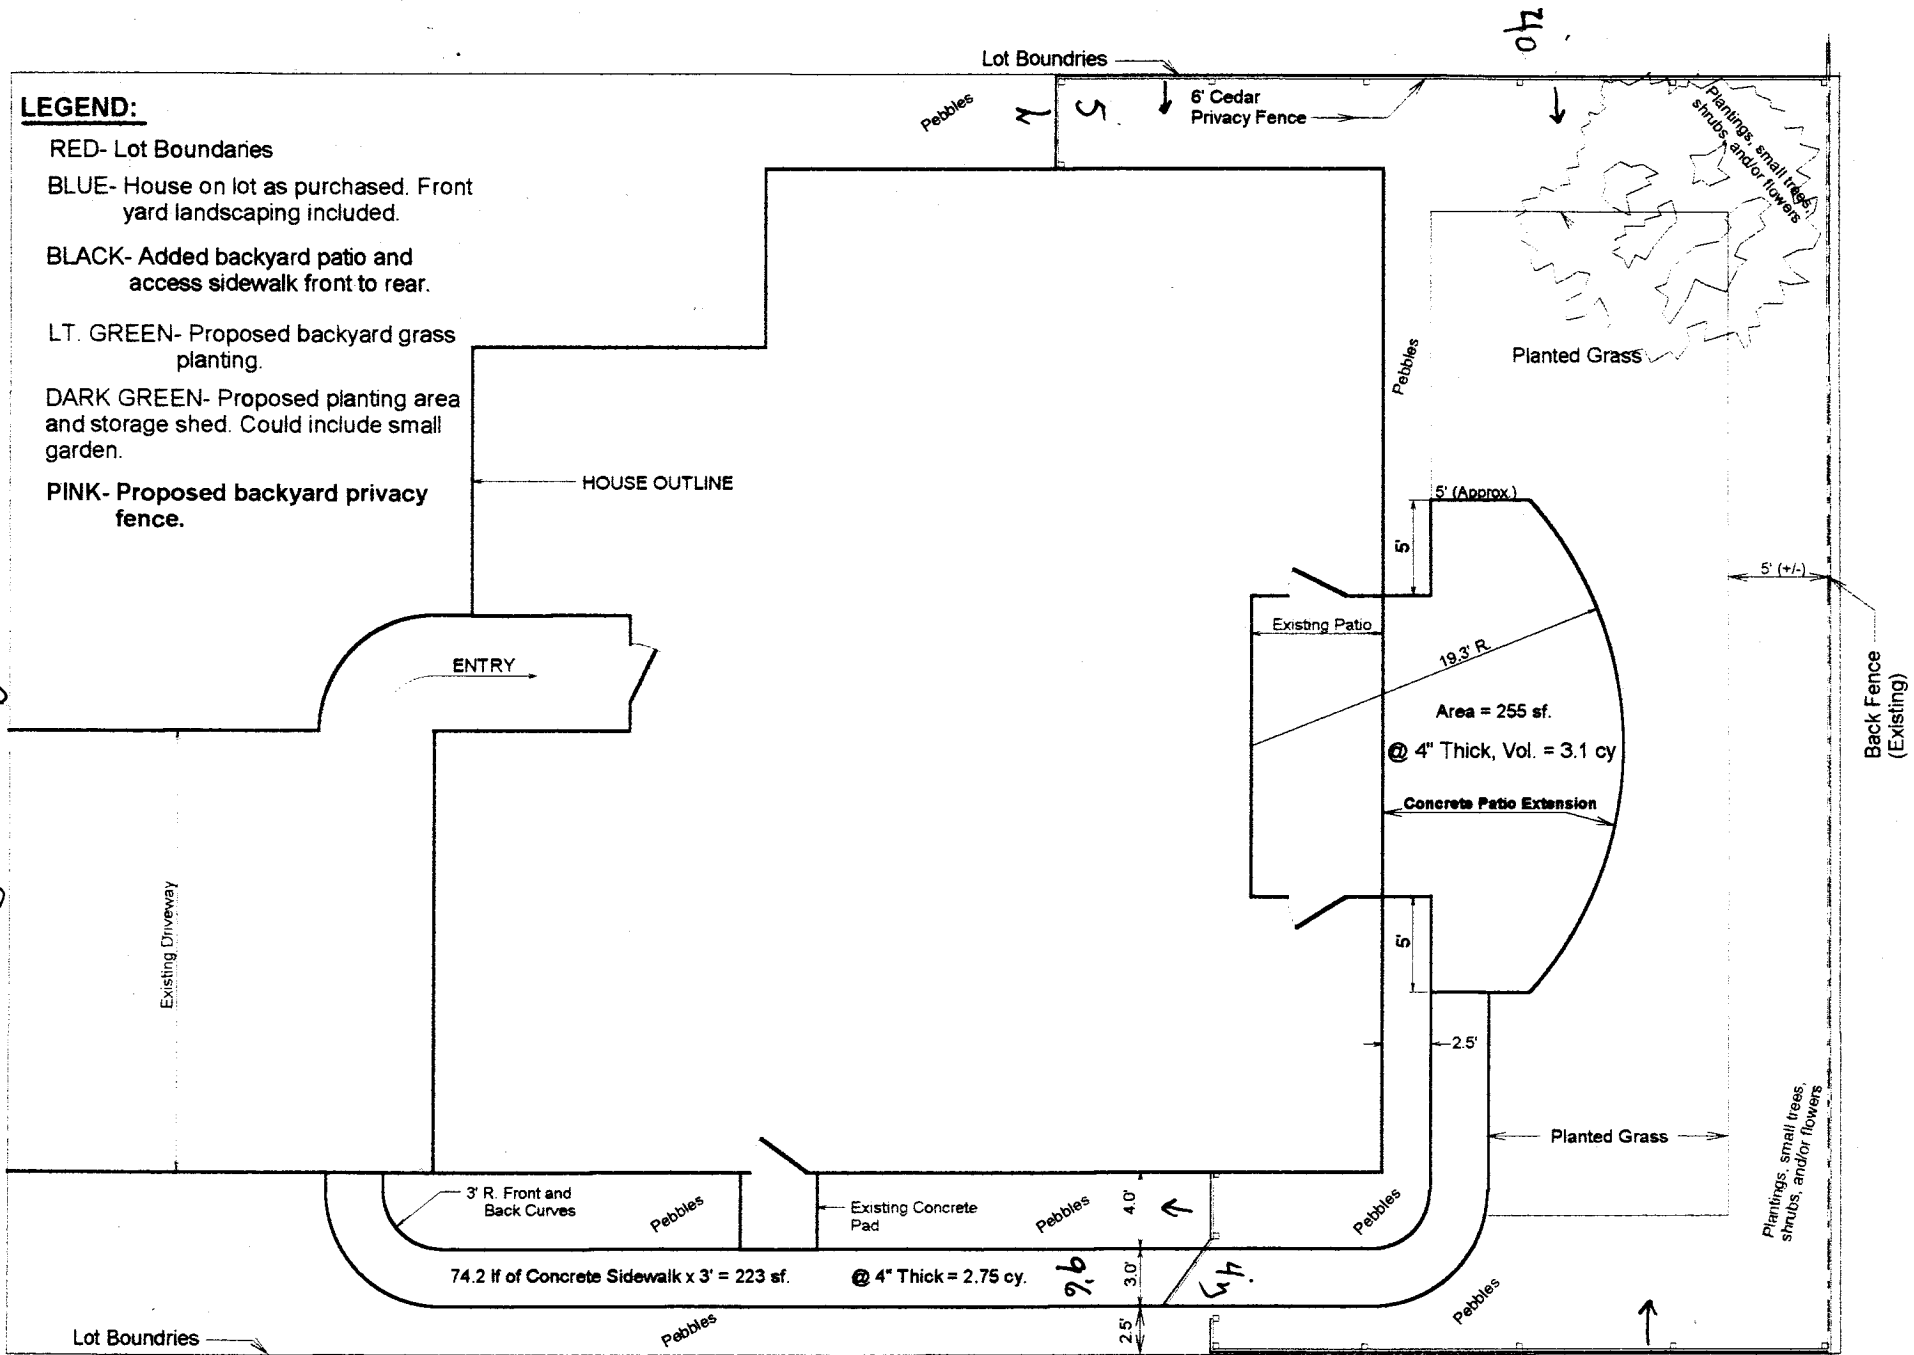 40
Lot Boundries
LEGEND:
RED- Lot Boundaries
BLUE- House on lot as purchased. Front
yard landscaping included.
BLACK- Added backyard patio and
access sidewalk front to rear.
LT. GREEN- Proposed backyard grass
planting.
DARK GREEN- Proposed planting area
and storage shed. Could include small
garden.
PINK- Proposed backyard privacy
fence.
Pebbles
5
6' Cedar
Privacy Fence
Plantings, small trees,
shrubs, and/or flowers
Pebbles
Planted Grass
HOUSE OUTLINE
5' (Approx.)
5'
5' (+/-)
Existing Patio
19.3' R.
ENTRY
Back Fence
(Existing)
Area = 255 sf.
@ 4" Thick, Vol. = 3.1 cy
Concrete Patio Extension
Existing Driveway
5'
2.5'
Planted Grass
Plantings, small trees,
shrubs, and/or flowers
3' R. Front and
Back Curves
Pebbles
Existing Concrete
Pad
Pebbles
4.0'
Pebbles
74.2 lf of Concrete Sidewalk x 3' = 223 sf.
@ 4" Thick = 2.75 cy.
9'6
3.0'
Pebbles
Lot Boundries
Pebbles
2.5'